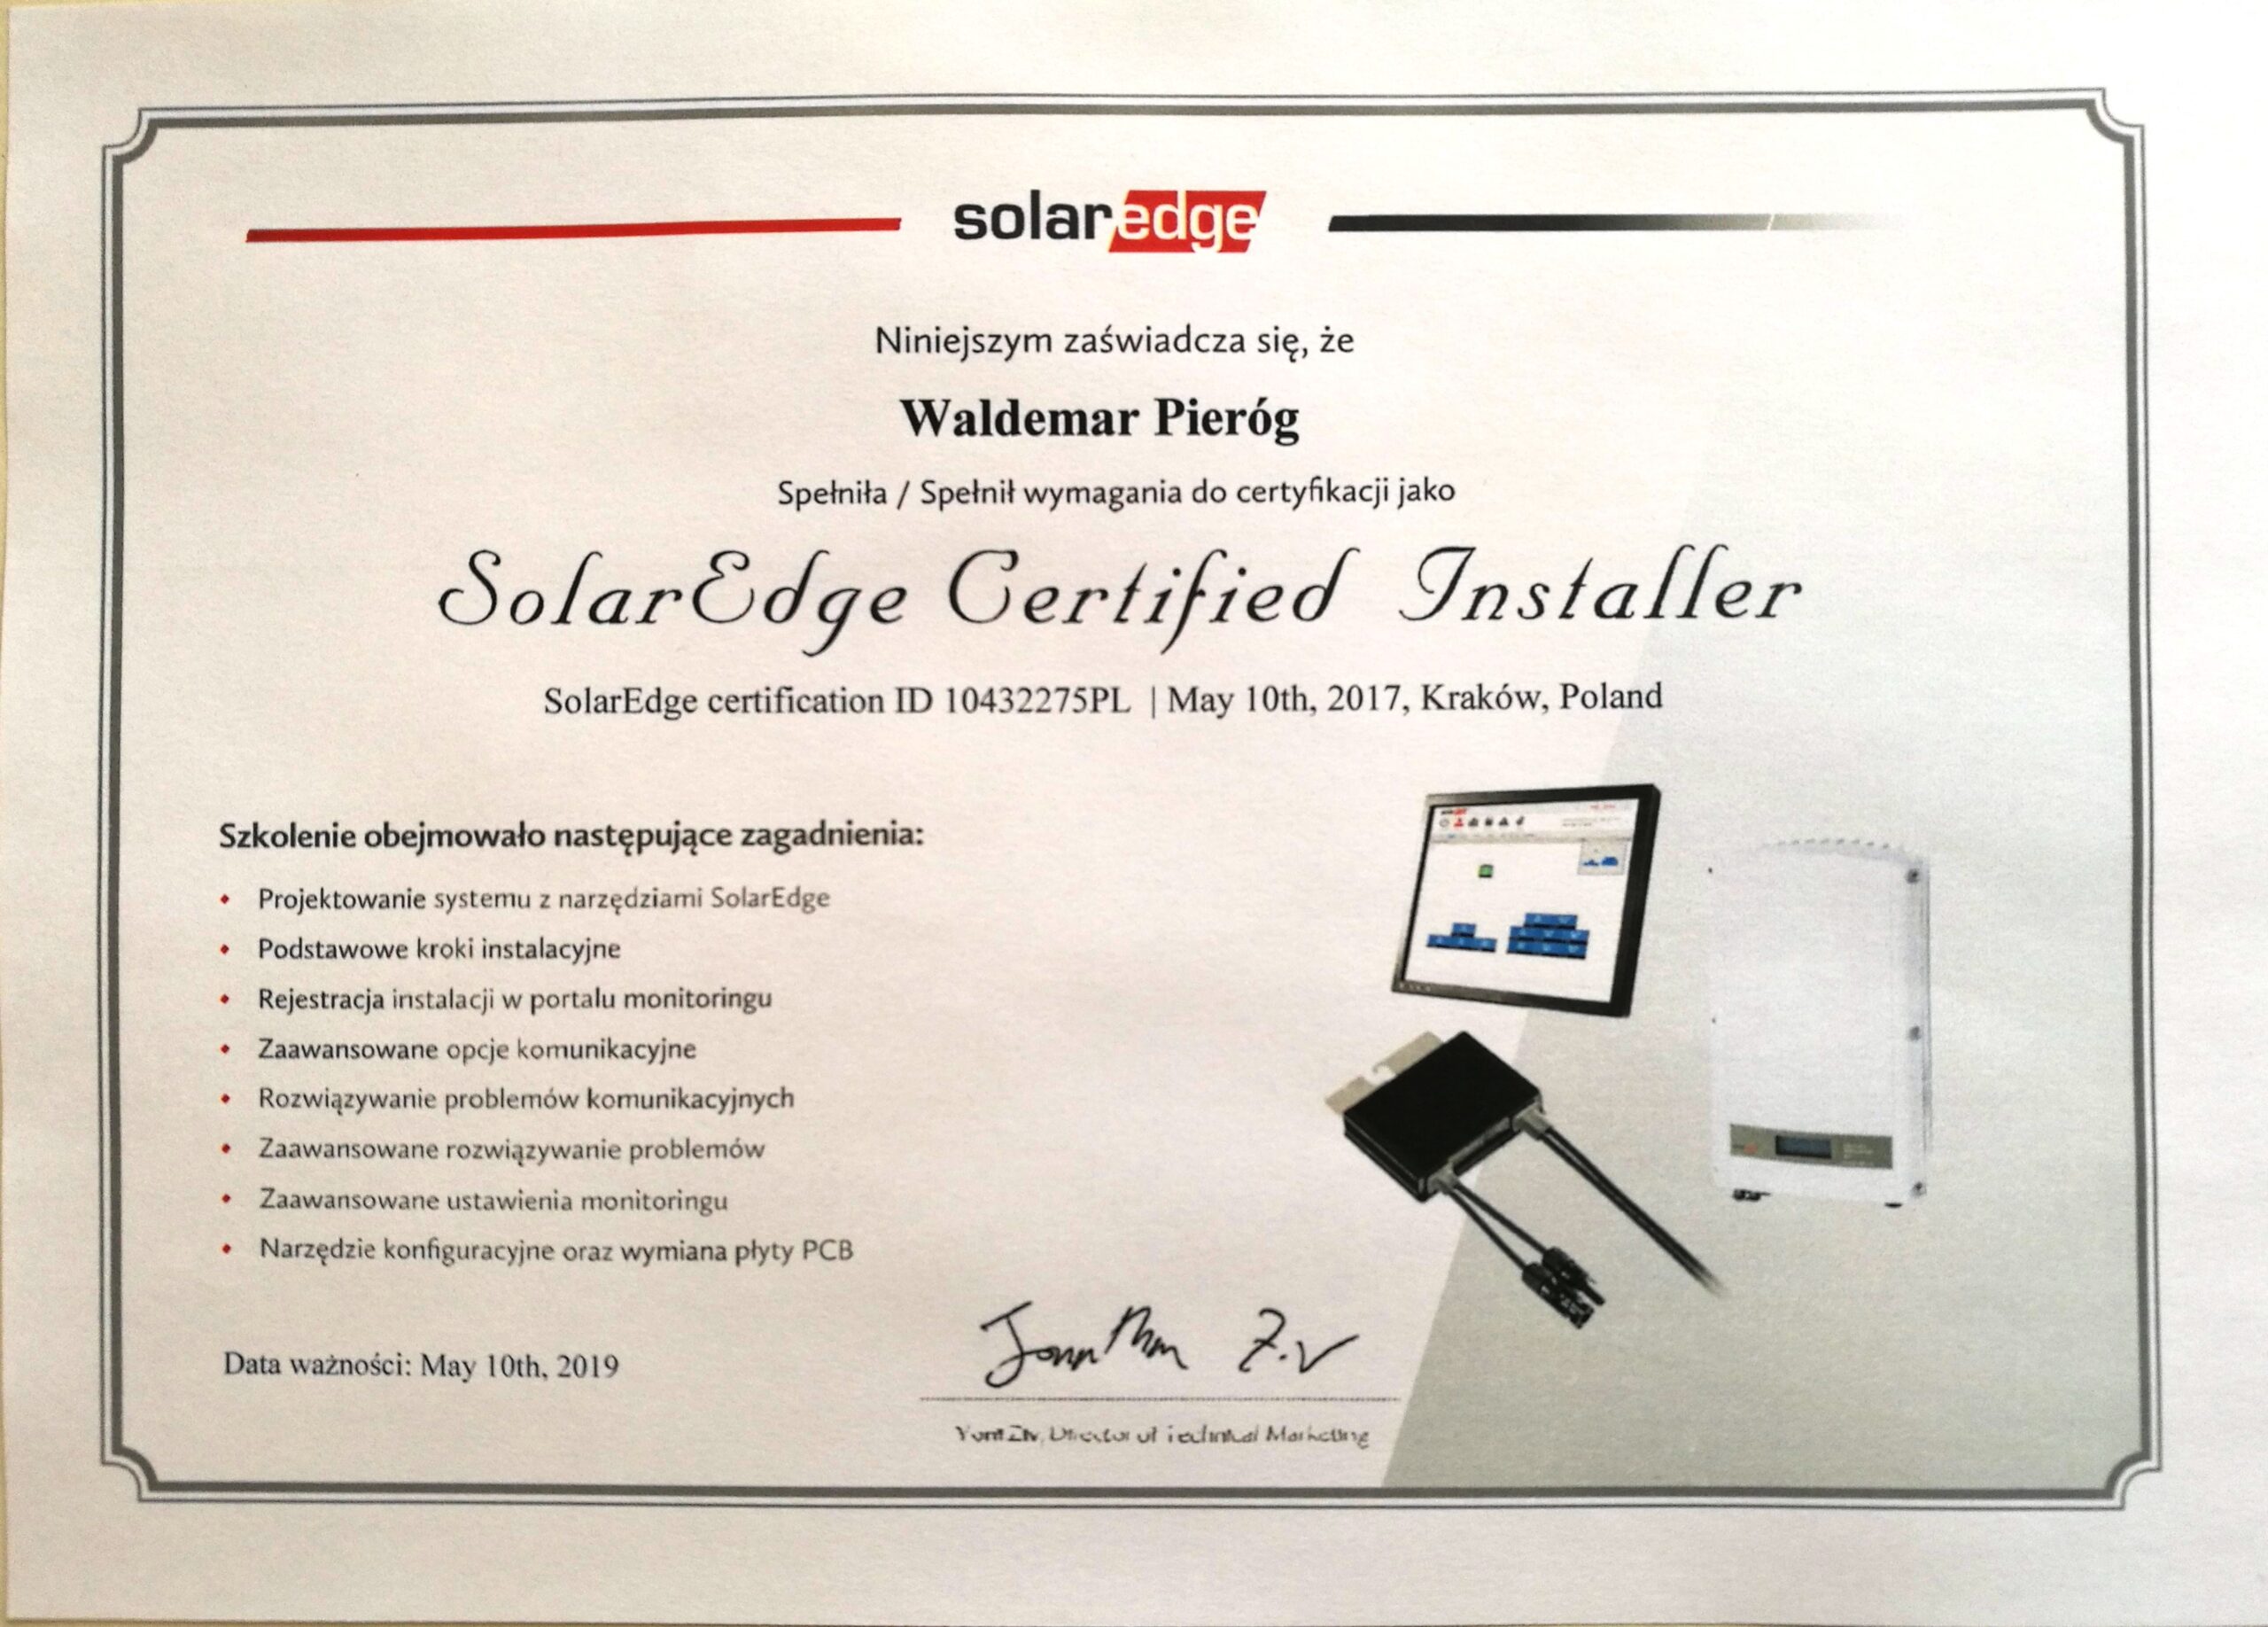 solaredge
Niniejszym zaświadcza się, że
Waldemar Pieróg
Spełniła / Spełnił wymagania do certyfikacji jako
SolarEdge Certified Installer
SolarEdge certification ID 10432275PL | May 10th, 2017, Kraków, Poland
Szkolenie obejmowało następujące zagadnienia:
• Projektowanie systemu z narzędziami SolarEdge
• Podstawowe kroki instalacyjne
• Rejestracja instalacji w portalu monitoringu
• Zaawansowane opcje komunikacyjne
• Rozwiązywanie problemów komunikacyjnych
• Zaawansowane rozwiązywanie problemów
• Zaawansowane ustawienia monitoringu
• Narzędzie konfiguracyjne oraz wymiana płyty PCB
Data ważności: May 10th, 2019
Yoni Ziv, Director of Technical Marketing